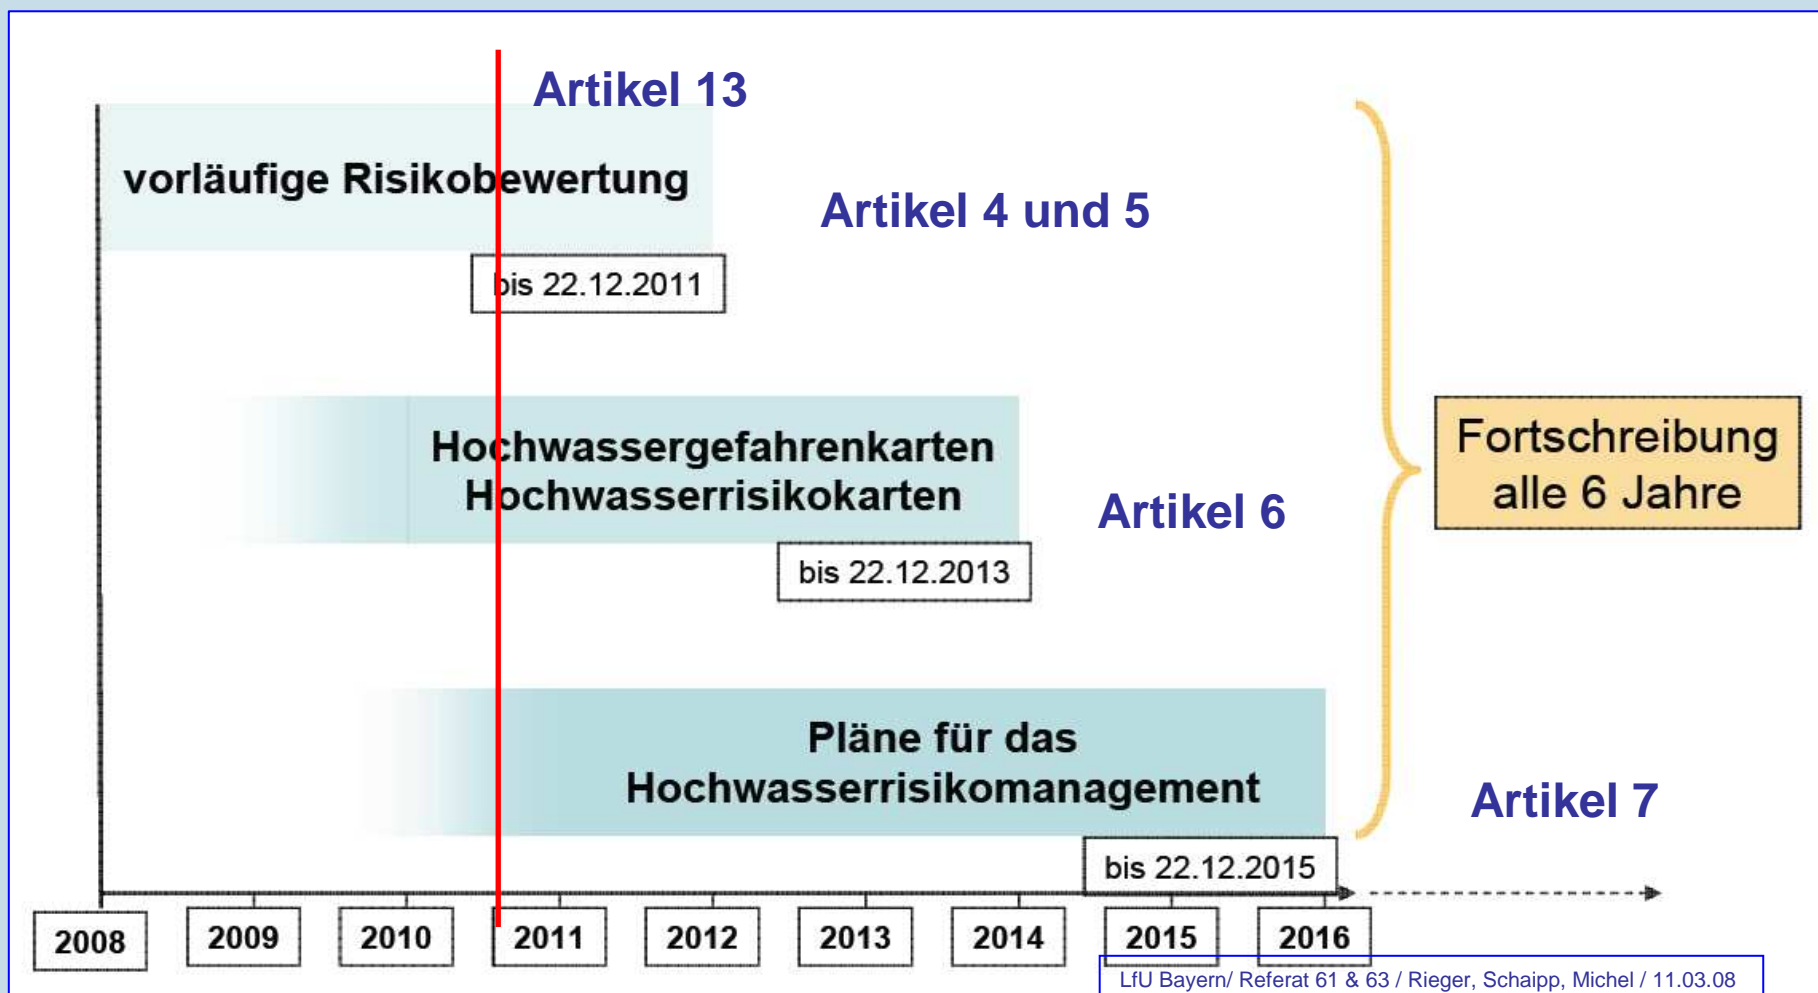 Artikel 13
vorläufige Risikobewertung
Artikel 4 und 5
bis 22.12.2011
Hochwassergefahrenkarten
Hochwasserrisikokarten
Artikel 6
bis 22.12.2013
Fortschreibung
alle 6 Jahre
Pläne für das
Hochwasserrisikomanagement
Artikel 7
bis 22.12.2015
2008 2009 2010 2011 2012 2013 2014 2015 2016
LfU Bayern/ Referat 61 & 63 / Rieger, Schaipp, Michel / 11.03.08